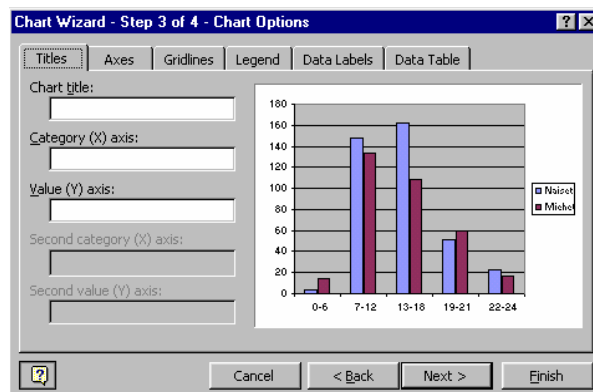 Chart Wizard - Step 3 of 4 - Chart Options
Titles Axes Gridlines Legend Data Labels Data Table
Chart title:
Category (X) axis:
Value (Y) axis:
Second category (X) axis:
Second value (Y) axis:
180
160
140
120
100
80
60
40
20
0
0-6 7-12 13-18 19-21 22-24
Naiset
Miehet
Cancel < Back Next > Finish